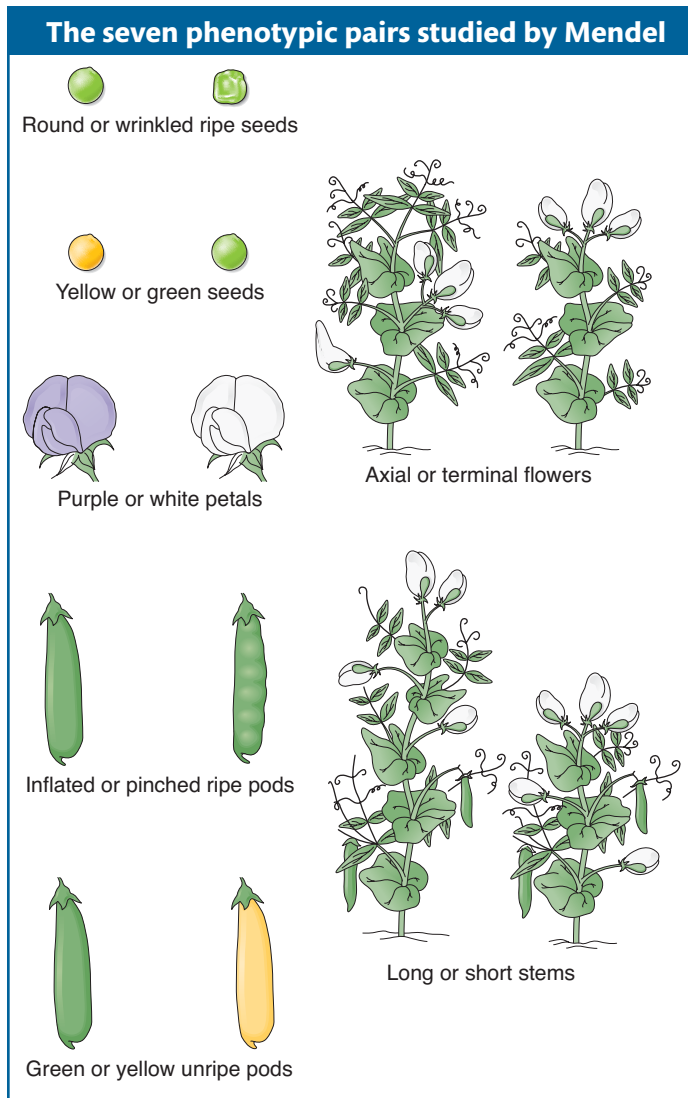 The seven phenotypic pairs studied by Mendel
Round or wrinkled ripe seeds
Yellow or green seeds
Purple or white petals
Axial or terminal flowers
Inflated or pinched ripe pods
Long or short stems
Green or yellow unripe pods